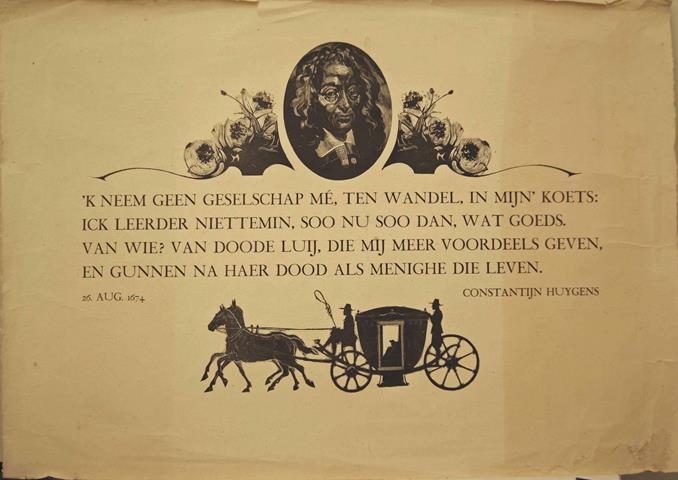 'K NEEM GEEN GESELSCHAP MÉ, TEN WANDEL, IN MIJN' KOETS:
ICK LEERDER NIETTEMIN, SOO NU SOO DAN, WAT GOEDS.
VAN WIE? VAN DOODE LUIJ, DIE MIJ MEER VOORDEELS GEVEN,
EN GUNNEN NA HAER DOOD ALS MENIGHE DIE LEVEN.
26. AUG. 1674
CONSTANTIJN HUYGENS